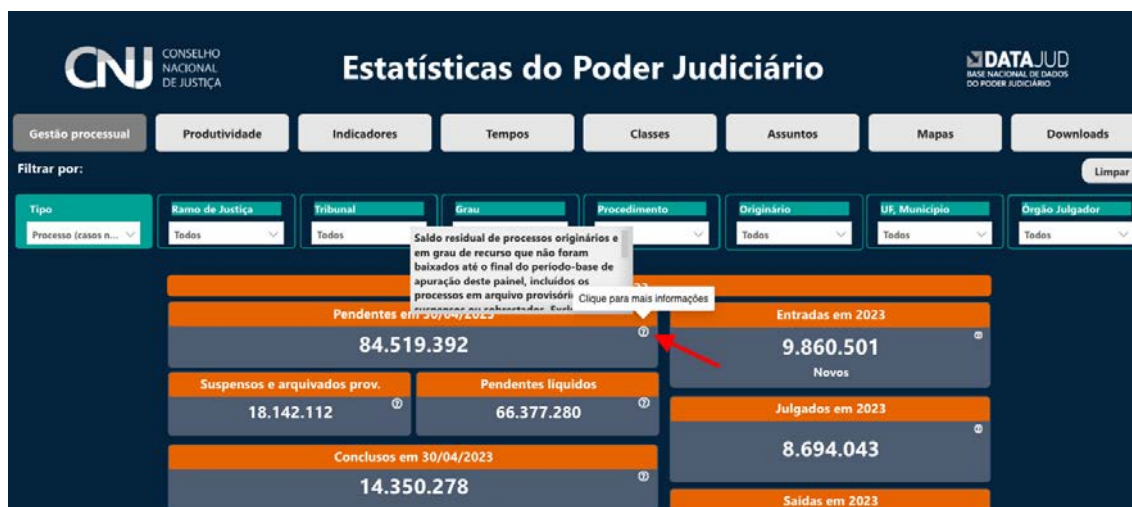 CNJ
CONSELHO
NACIONAL
DE JUSTIÇA
Estatísticas do Poder Judiciário
DATAJUD
BASE NACIONAL DE DADOS
DO PODER JUDICIÁRIO
Gestão processual
Produtividade
Indicadores
Tempos
Classes
Assuntos
Mapas
Downloads
Filtrar por:
Limpar
Tipo
Ramo de Justiça
Tribunal
Grau
Procedimento
Originário
UF, Município
Órgão Julgador
Processo (casos n...
Todos
Todos
Todos
Todos
Todos
Saldo residual de processos originários e
em grau de recurso que não foram
baixados até o final do período-base de
apuração deste painel, incluídos os
processos em arquivo
Clique para mais informações
Pendentes em 30/04/2023
84.519.392
Entradas em 2023
9.860.501
Novos
Suspensos e arquivados prov.
18.142.112
Pendentes líquidos
66.377.280
Julgados em 2023
8.694.043
Conclusos em 30/04/2023
14.350.278
Saídas em 2023